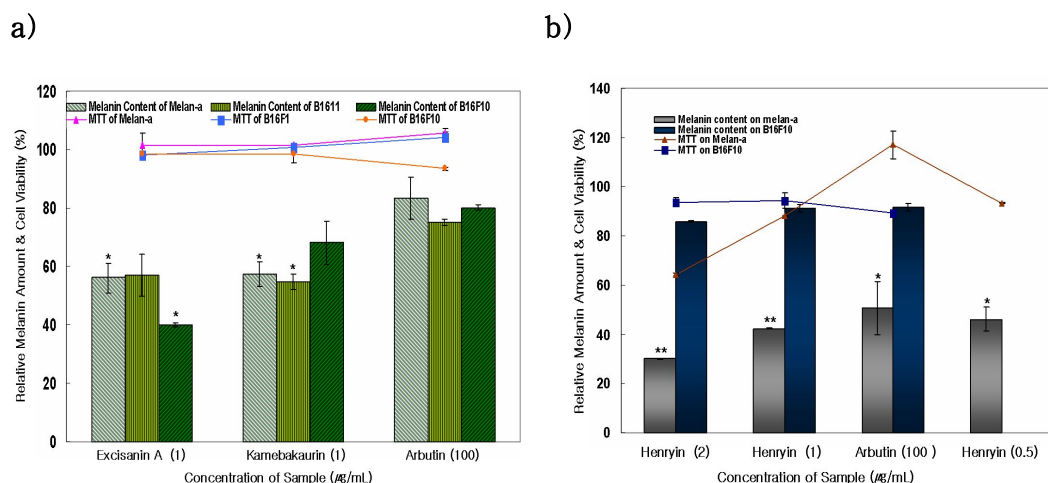 a)
120
100
80
60
40
20
0
Relative Melanin Amount & Cell Viability (%)
Melanin Content of Melan-a
Melanin Content of B1611
Melanin Content of B16F10
MTT of Melan-a
MTT of B16F1
MTT of B16F10
*
*
*
*
Excisanin A (1)
Kamebakaurin (1)
Arbutin (100)
Concentration of Sample (㎍/mL)
b)
140
120
100
80
60
40
20
0
Relative Melanin Amount & Cell Viability (%)
Melanin content on melan-a
Melanin content on B16F10
MTT on Melan-a
MTT on B16F10
**
**
*
*
Henryin (2)
Henryin (1)
Arbutin (100 )
Henryin (0.5)
Concentration of Sample (㎍/mL)